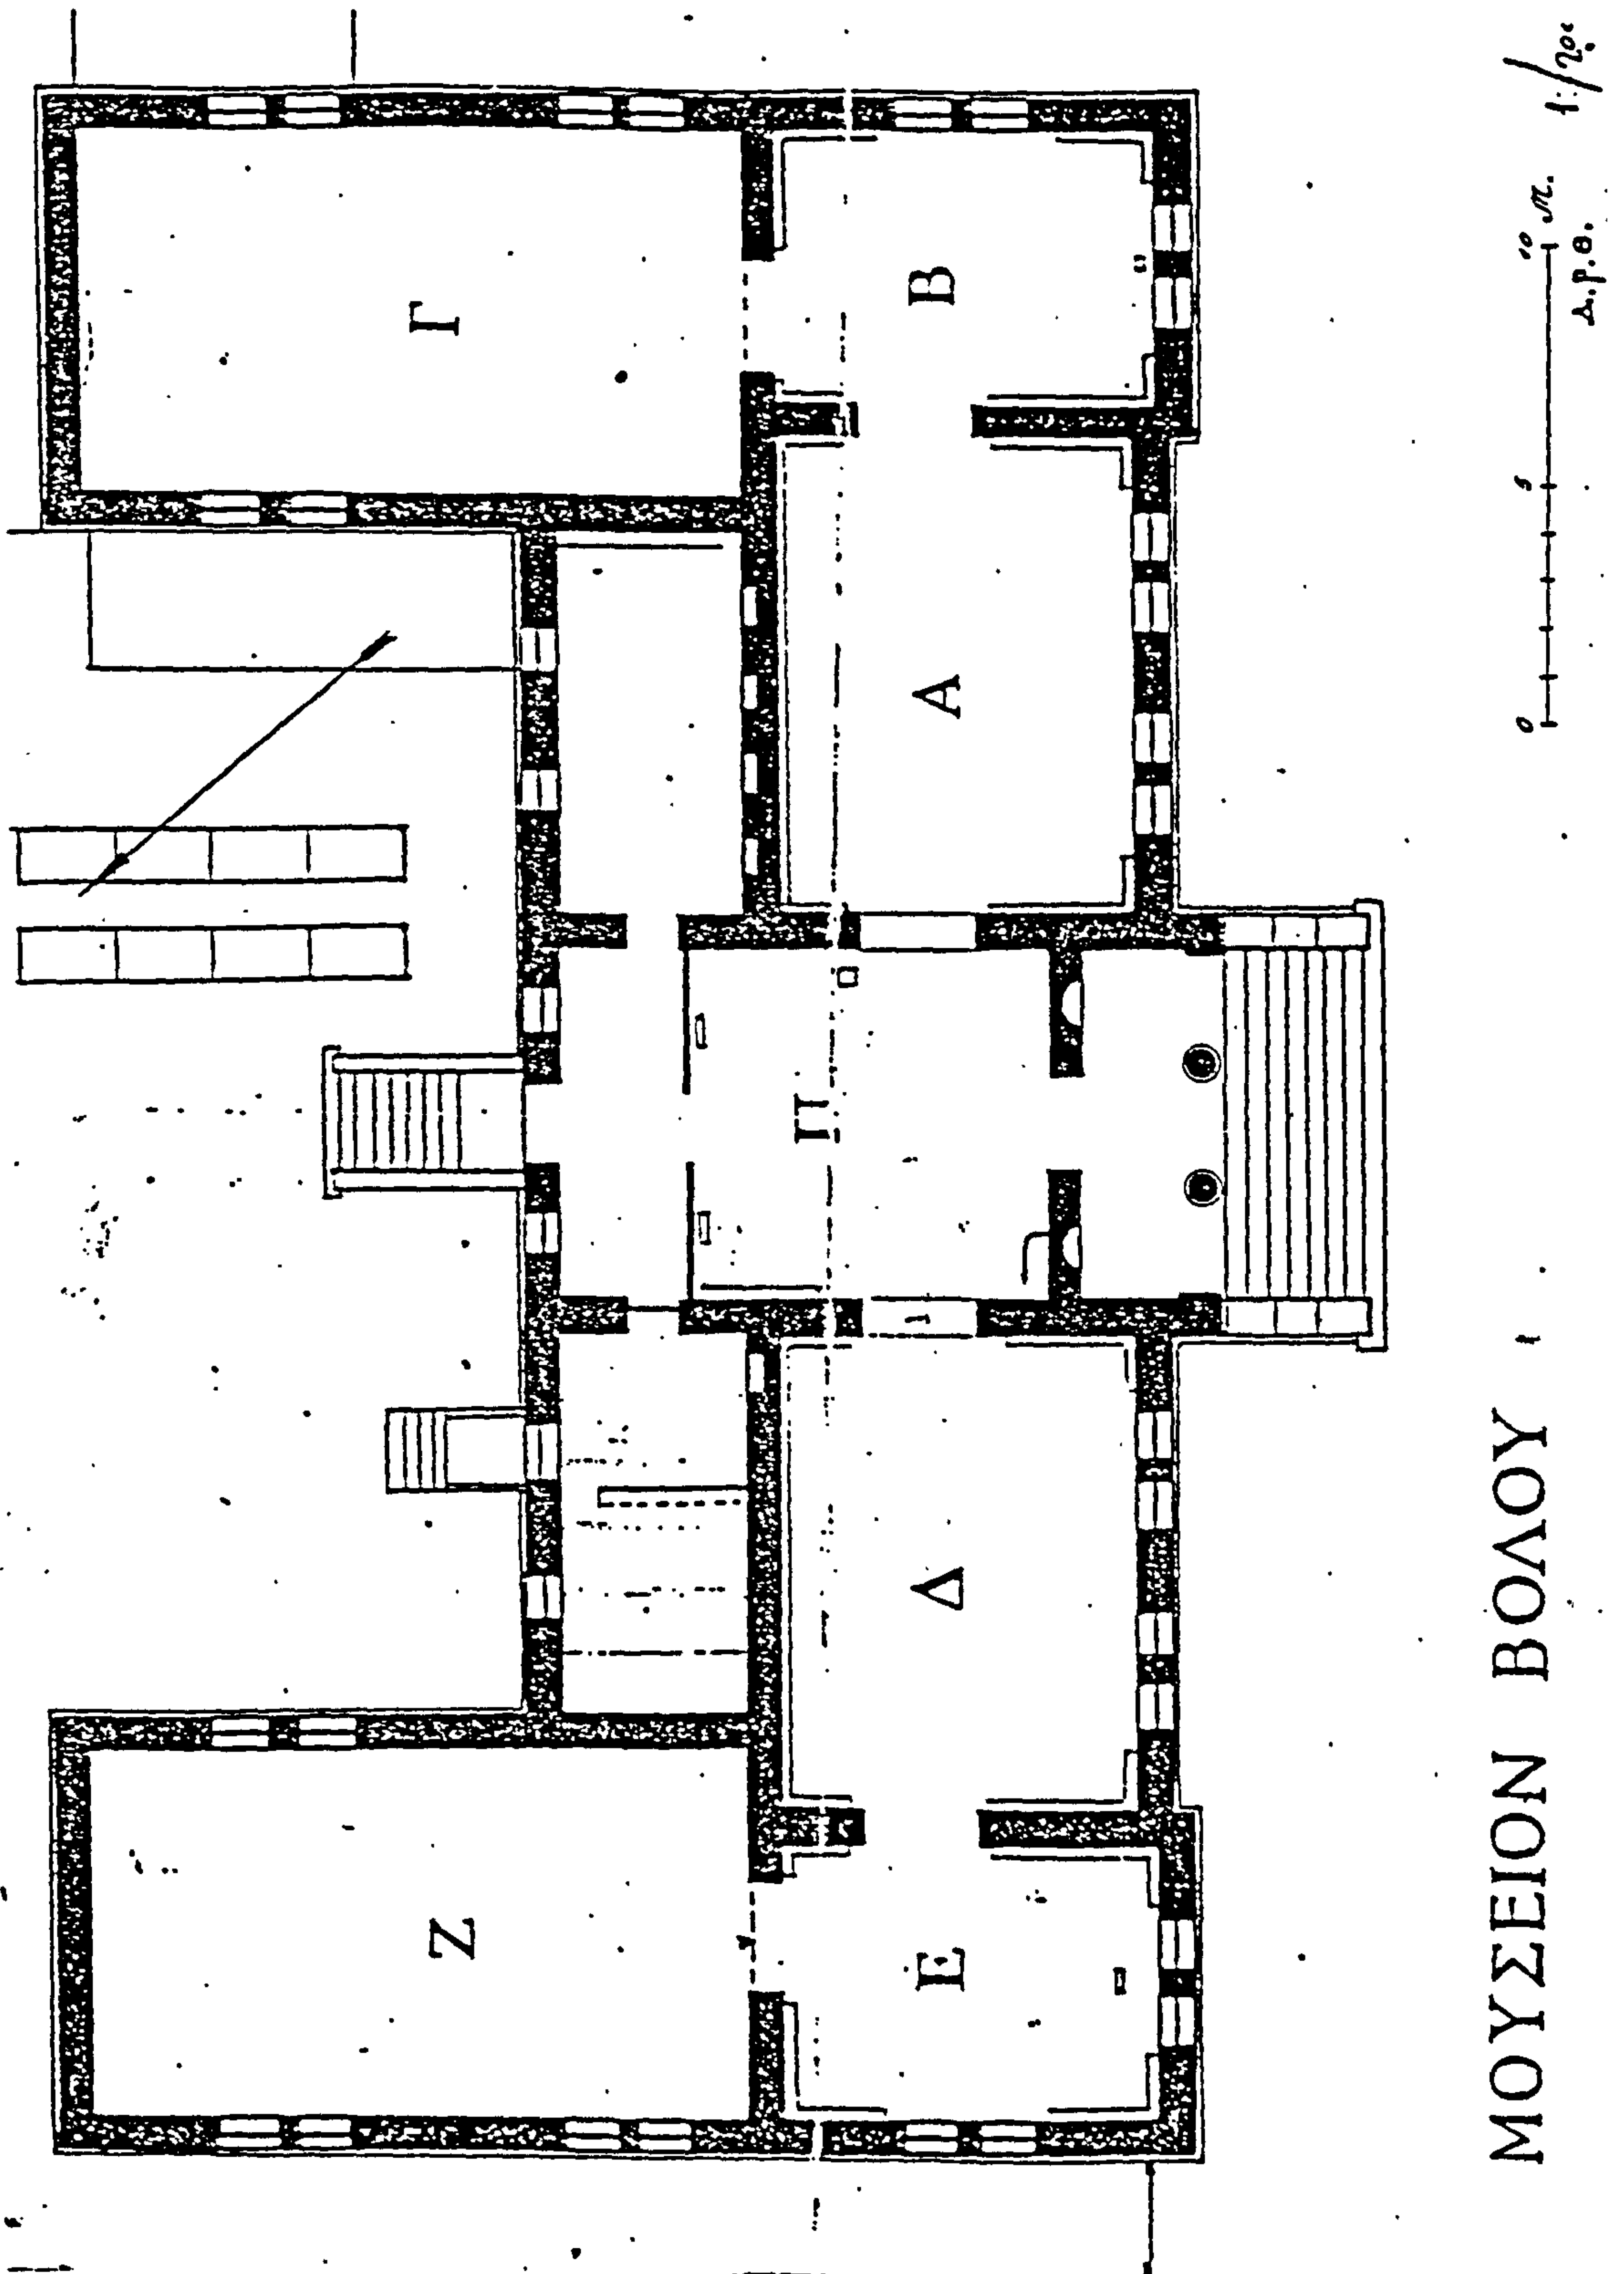 Ζ
Γ
Ε
Δ
Π
Α
Β
ΜΟΥΣΕΙΟΝ ΒΟΛΟΥ
0 5 10 m.
Δ.Ρ.Θ.